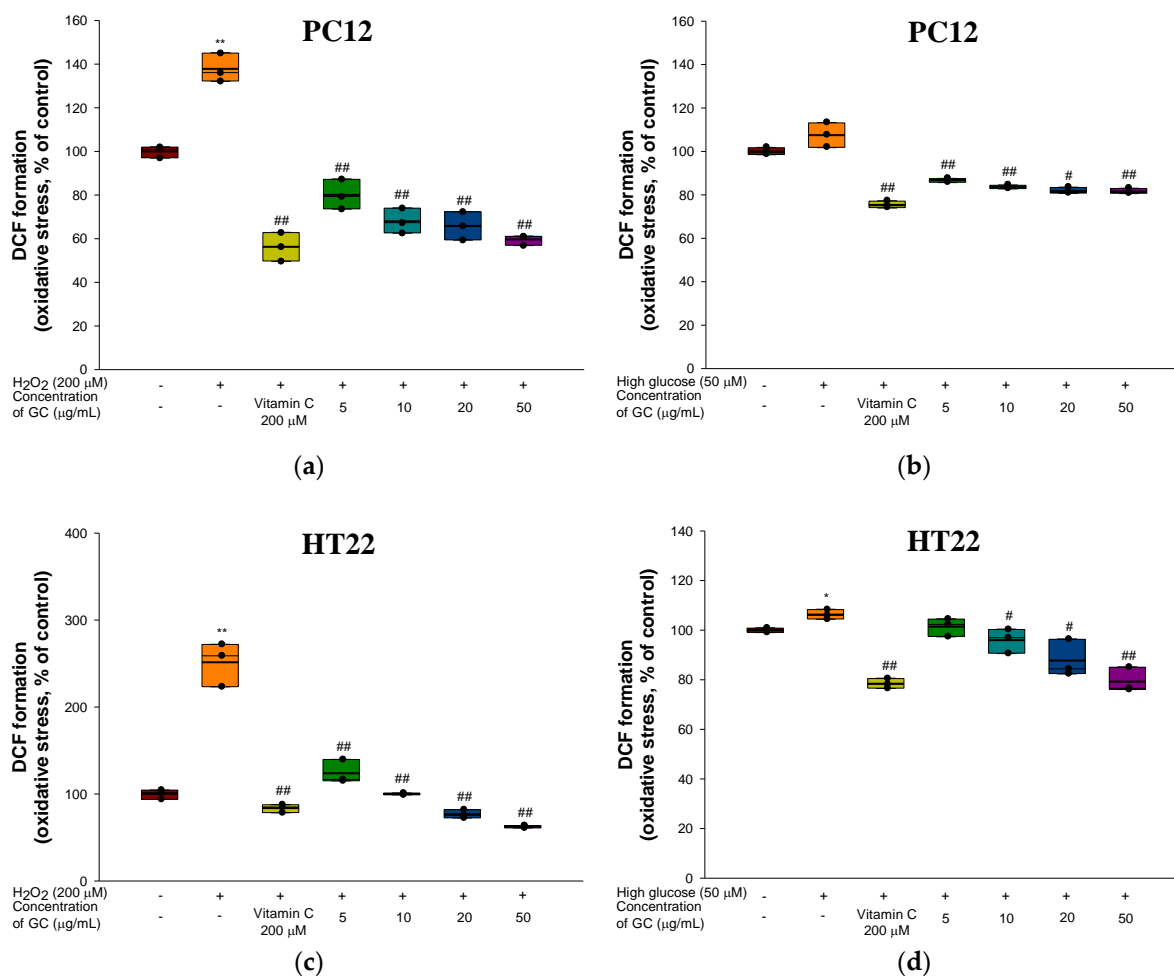 PC12
DCF formation
(oxidative stress, % of control)
160
140
120
100
80
60
40
20
0
**
##
##
##
##
##
H2O2 (200 μM) - + + + + + +
Concentration
of GC (μg/mL) - - Vitamin C 5 10 20 50
200 μM
(a)
PC12
DCF formation
(oxidative stress, % of control)
160
140
120
100
80
60
40
20
0
##
##
##
#
##
High glucose (50 μM) - + + + + + +
Concentration
of GC (μg/mL) - - Vitamin C 5 10 20 50
200 μM
(b)
HT22
DCF formation
(oxidative stress, % of control)
400
300
200
100
0
**
##
##
##
##
##
H2O2 (200 μM) - + + + + + +
Concentration
of GC (μg/mL) - - Vitamin C 5 10 20 50
200 μM
(c)
HT22
DCF formation
(oxidative stress, % of control)
140
120
100
80
60
40
20
0
*
##
#
#
##
High glucose (50 μM) - + + + + + +
Concentration
of GC (μg/mL) - - Vitamin C 5 10 20 50
200 μM
(d)